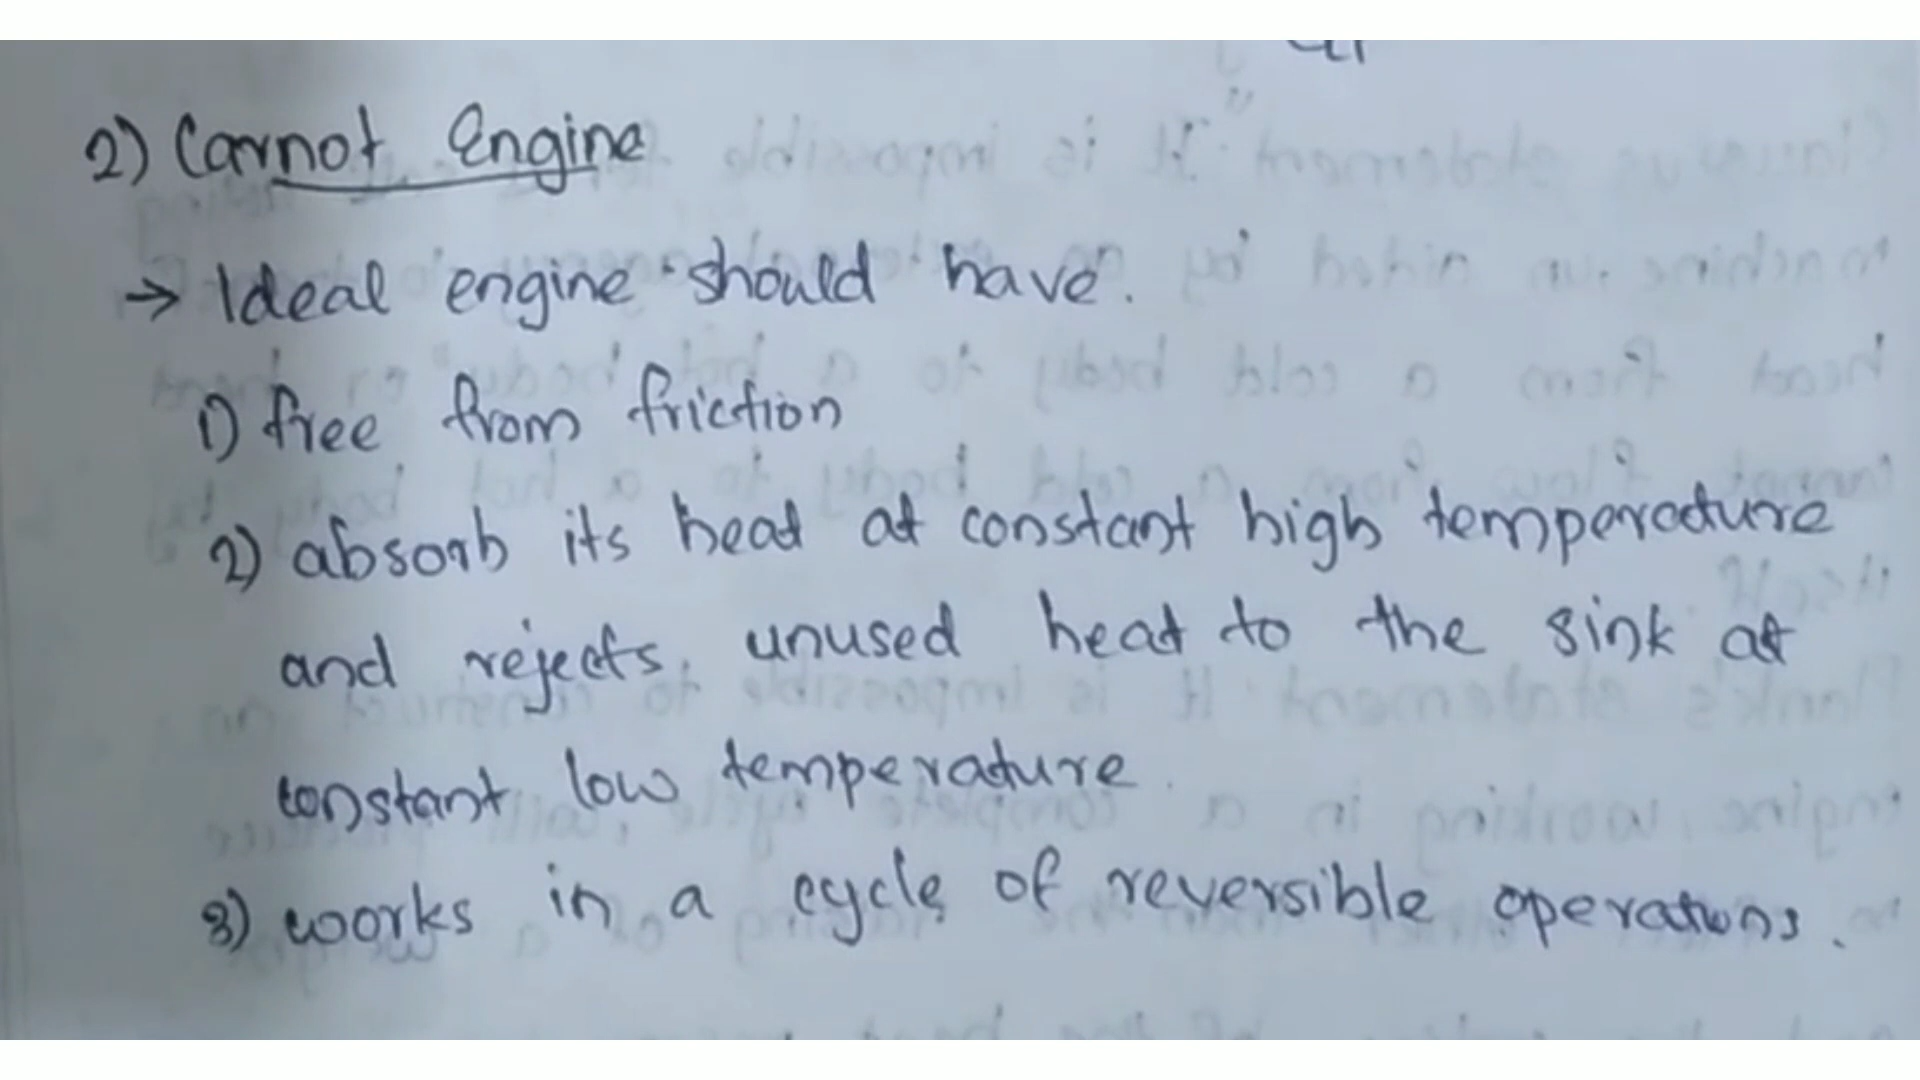 2) Carnot Engine
→ Ideal engine should have.
1) free from friction
2) absorb its heat at constant high temperature
and rejects unused heat to the sink at
constant low temperature.
3) works in a cycle of reversible operations.